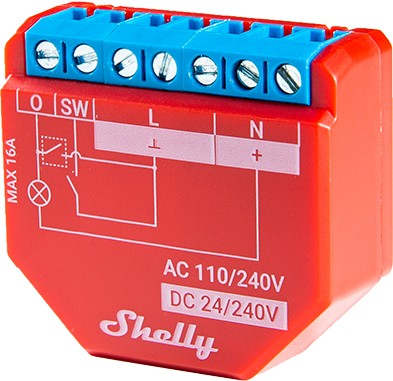 O SW L N
⊥ +
MAX 16A
AC 110/240V
DC 24/240V
Shelly